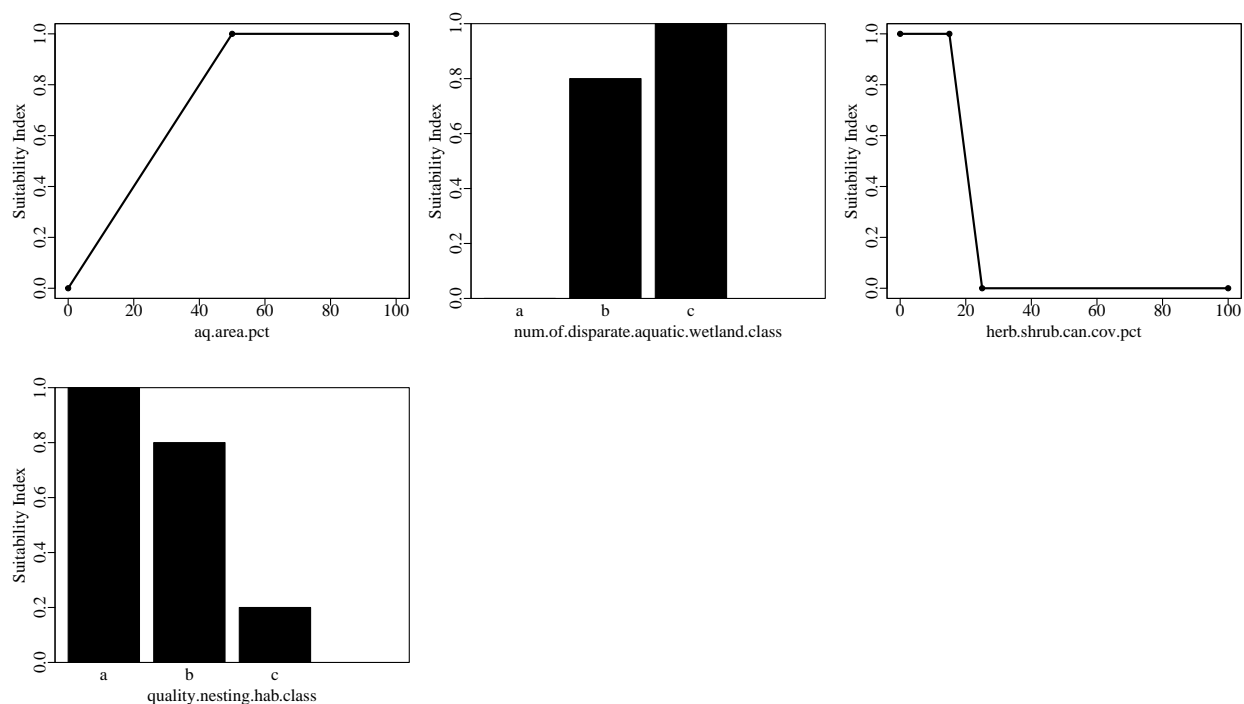 Suitability Index
0.0 0.2 0.4 0.6 0.8 1.0
0 20 40 60 80 100
aq.area.pct
Suitability Index
0.0 0.2 0.4 0.6 0.8 1.0
a b c
num.of.disparate.aquatic.wetland.class
Suitability Index
0.0 0.2 0.4 0.6 0.8 1.0
0 20 40 60 80 100
herb.shrub.can.cov.pct
Suitability Index
0.0 0.2 0.4 0.6 0.8 1.0
a b c
quality.nesting.hab.class